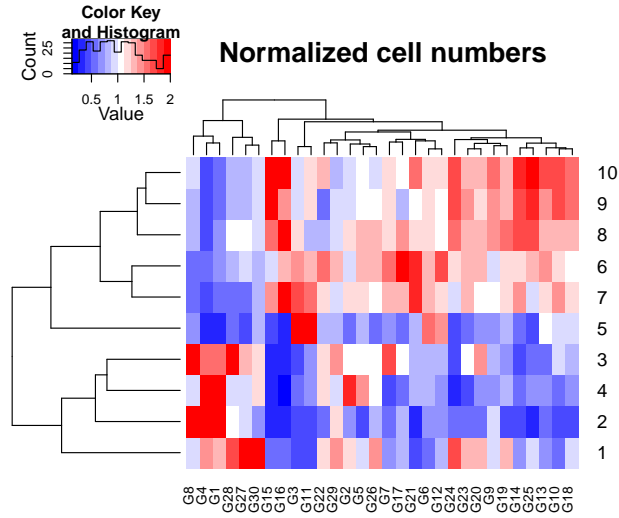 Color Key
and Histogram
Count
0
25
0.5 1 1.5 2
Value
Normalized cell numbers
10
9
8
6
7
5
3
4
2
1
G8 G4 G1 G28 G27 G30 G15 G16 G3 G11 G22 G29 G2 G5 G26 G7 G17 G21 G6 G12 G24 G23 G20 G9 G19 G14 G25 G13 G10 G18